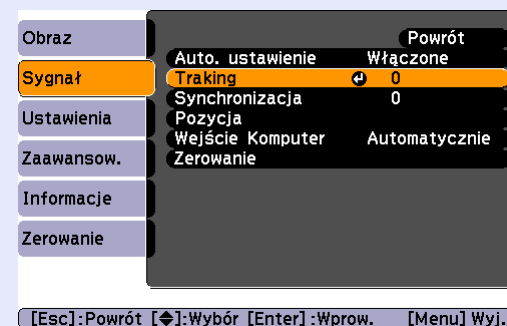 Obraz
Sygnał
Ustawienia
Zaawansow.
Informacje
Zerowanie
Powrót
Auto. ustawienie Włączone
Traking 0
Synchronizacja 0
Pozycja
Wejście Komputer Automatycznie
Zerowanie
[Esc]:Powrót [◆]:Wybór [Enter]:Wprow. [Menu] Wyj.